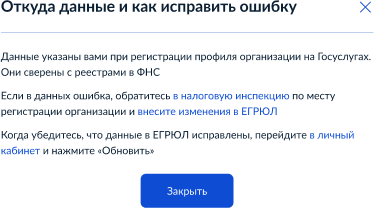 Откуда данные и как исправить ошибку
Данные указаны вами при регистрации профиля организации на Госуслугах.
Они сверены с реестрами в ФНС
Если в данных ошибка, обратитесь в налоговую инспекцию по месту
регистрации организации и внесите изменения в ЕГРЮЛ
Когда убедитесь, что данные в ЕГРЮЛ исправлены, перейдите в личный
кабинет и нажмите «Обновить»
Закрыть